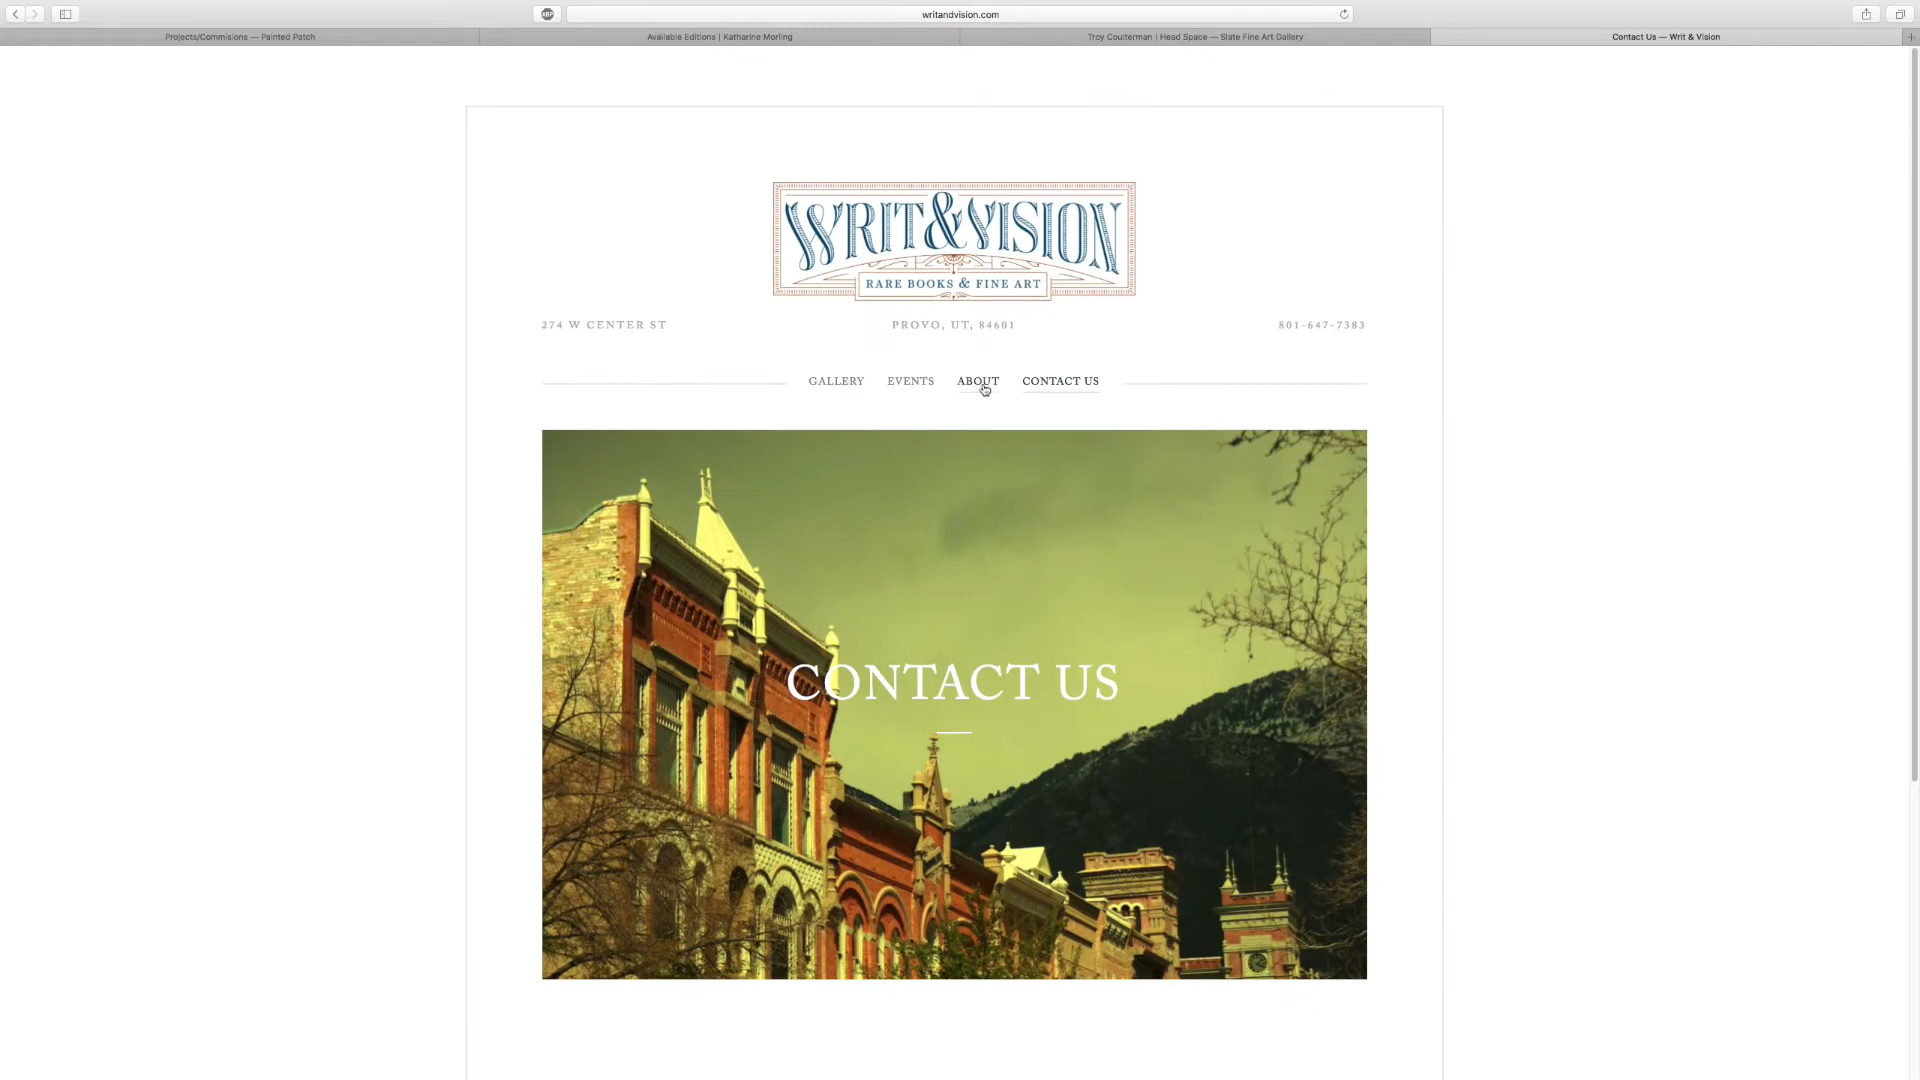 writandvision.com
Projects/Commisions — Painted Patch
Available Editions | Katharine Morling
Troy Coulterman | Head Space — Slate Fine Art Gallery
Contact Us — Writ & Vision
WRIT & VISION
RARE BOOKS & FINE ART
274 W CENTER ST
PROVO, UT, 84601
801-647-7383
GALLERY
EVENTS
ABOUT
CONTACT US
CONTACT US